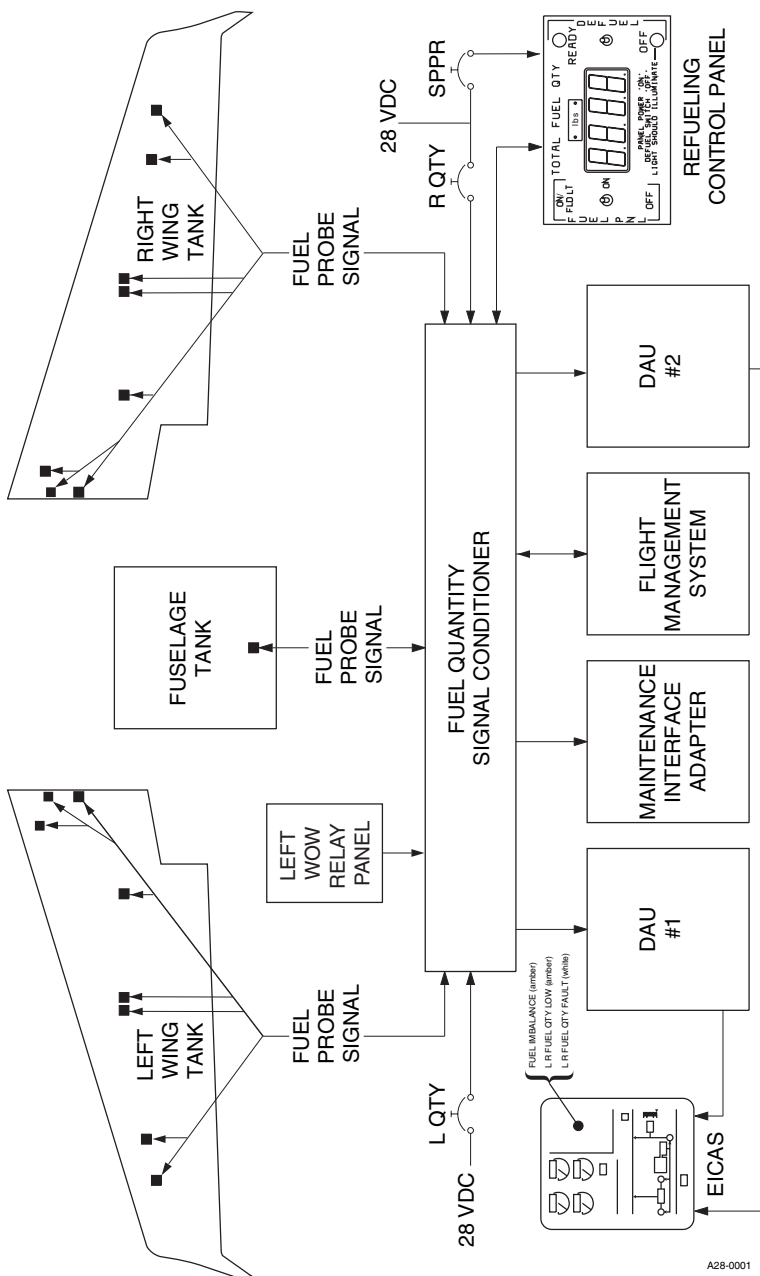 LEFT
WING
TANK
FUEL
PROBE
SIGNAL
LEFT
WOW
RELAY
PANEL
FUSELAGE
TANK
FUEL
PROBE
SIGNAL
RIGHT
WING
TANK
FUEL
PROBE
SIGNAL
28 VDC
L QTY
FUEL QUANTITY
SIGNAL CONDITIONER
R QTY
28 VDC
SPPR
EICAS
FUEL IMBALANCE (amber)
L R FUEL QTY LOW (amber)
L R FUEL QTY FAULT (white)
DAU
#1
MAINTENANCE
INTERFACE
ADAPTER
FLIGHT
MANAGEMENT
SYSTEM
DAU
#2
TOTAL FUEL QTY
lbs
ON/
FLD LT
FUEL PNL
ON
OFF
READY
DEFUEL
OFF
PANEL POWER 'ON'
DEFUEL SWITCH 'OFF'
LIGHT SHOULD ILLUMINATE
REFUELING
CONTROL PANEL
A28-0001